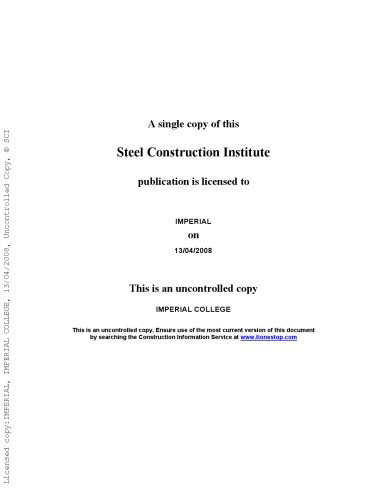 A single copy of this
Steel Construction Institute
publication is licensed to
IMPERIAL
on
13/04/2008
This is an uncontrolled copy
IMPERIAL COLLEGE
This is an uncontrolled copy. Ensure use of the most current version of this document
by searching the Construction Information Service at www.tionestop.com
Licensed copy:IMPERIAL, IMPERIAL COLLEGE, 13/04/2008, Uncontrolled Copy, © SCI